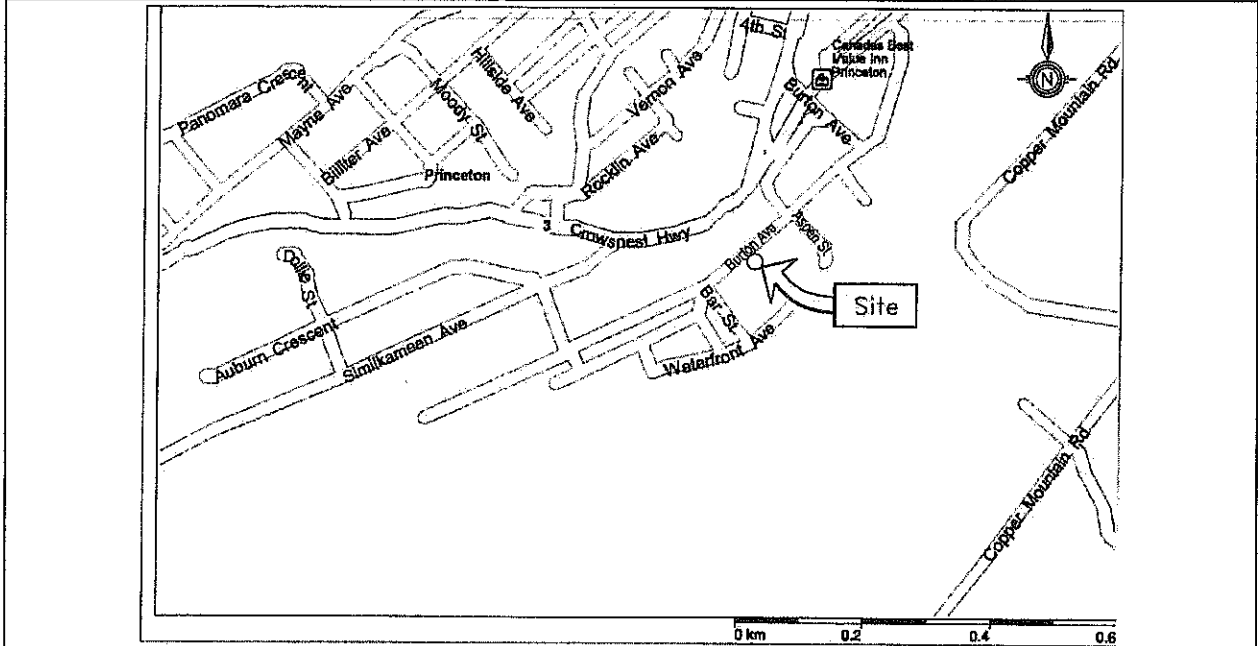 4th St
Canadas Best
Value Inn
Princeton
N
Copper Mountain Rd
Panomara Crescent
Mayne Ave
Hillside Ave
Moody St
Vernon Ave
Burton Ave
Billiter Ave
Rocklin Ave
Princeton
3
Crowsnest Hwy
Burton Ave
Aspen St
Dollie St
Bar St
Site
Auburn Crescent
Similkameen Ave
Waterfront Ave
Copper Mountain Rd
0 km 0.2 0.4 0.6